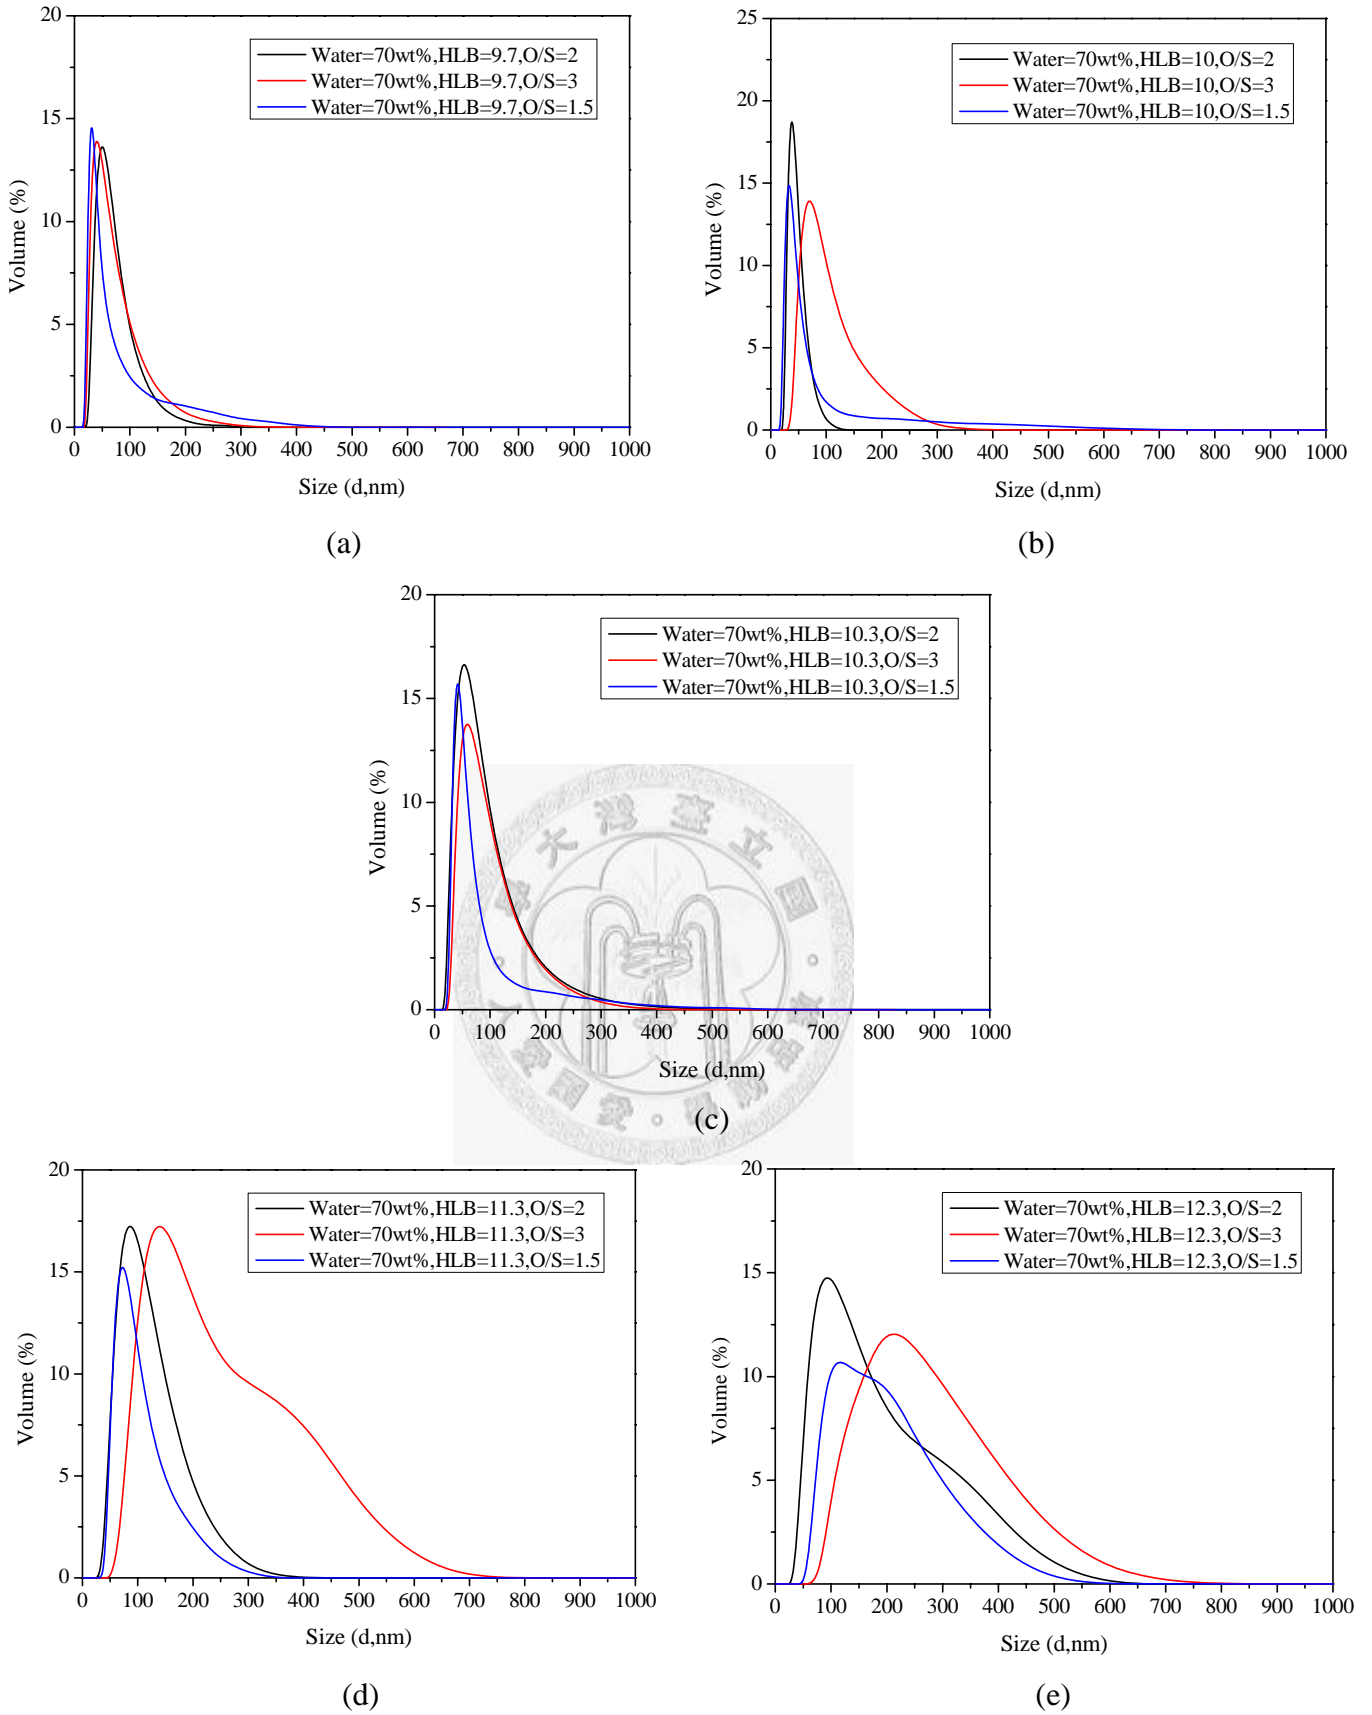 20
15
10
5
0
Volume (%)
Water=70wt%,HLB=9.7,O/S=2
Water=70wt%,HLB=9.7,O/S=3
Water=70wt%,HLB=9.7,O/S=1.5
0 100 200 300 400 500 600 700 800 900 1000
Size (d,nm)
(a)
25
20
15
10
5
0
Volume (%)
Water=70wt%,HLB=10,O/S=2
Water=70wt%,HLB=10,O/S=3
Water=70wt%,HLB=10,O/S=1.5
0 100 200 300 400 500 600 700 800 900 1000
Size (d,nm)
(b)
20
15
10
5
0
Volume (%)
Water=70wt%,HLB=10.3,O/S=2
Water=70wt%,HLB=10.3,O/S=3
Water=70wt%,HLB=10.3,O/S=1.5
0 100 200 300 400 500 600 700 800 900 1000
Size (d,nm)
(c)
20
15
10
5
0
Volume (%)
Water=70wt%,HLB=11.3,O/S=2
Water=70wt%,HLB=11.3,O/S=3
Water=70wt%,HLB=11.3,O/S=1.5
0 100 200 300 400 500 600 700 800 900 1000
Size (d,nm)
(d)
20
15
10
5
0
Volume (%)
Water=70wt%,HLB=12.3,O/S=2
Water=70wt%,HLB=12.3,O/S=3
Water=70wt%,HLB=12.3,O/S=1.5
0 100 200 300 400 500 600 700 800 900 1000
Size (d,nm)
(e)